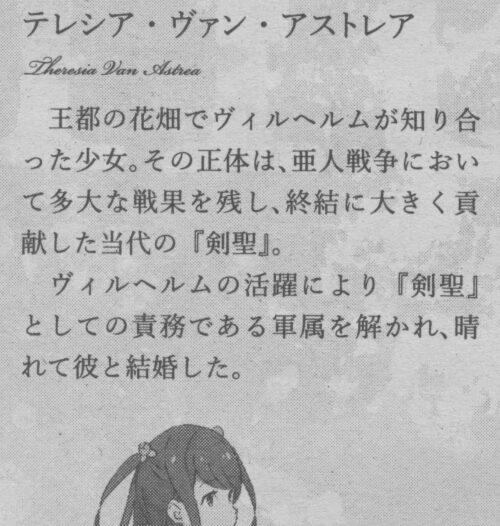 テレシア・ヴァン・アストレア
Theresia Van Astrea
　王都の花畑でヴィルヘルムが知り合
った少女。その正体は、亜人戦争におい
て多大な戦果を残し、終結に大きく貢
献した当代の『剣聖』。
　ヴィルヘルムの活躍により『剣聖』
としての責務である軍属を解かれ、晴
れて彼と結婚した。